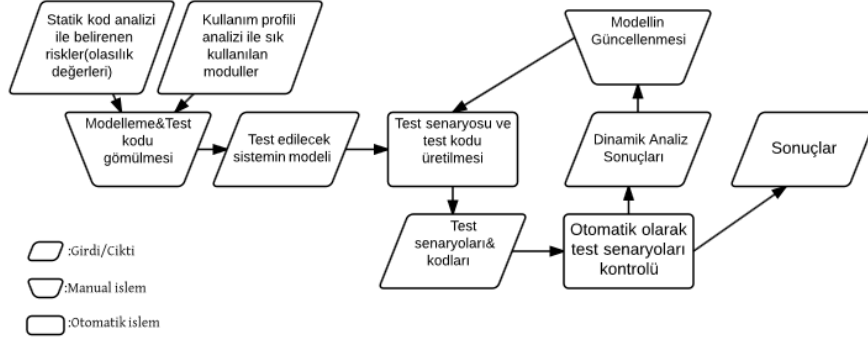 Statik kod analizi
ile belirenen
riskler(olasılık
değerleri)
Kullanım profili
analizi ile sık
kullanılan
moduller
Modelleme&Test
kodu
gömülmesi
Test edilecek
sistemin modeli
Test senaryosu ve
test kodu
üretilmesi
Modellin
Güncellenmesi
Dinamik Analiz
Sonuçları
Sonuçlar
Test
senaryoları&
kodları
Otomatik olarak
test senaryoları
kontrolü
:Girdi/Cikti
:Manual islem
:Otomatik islem